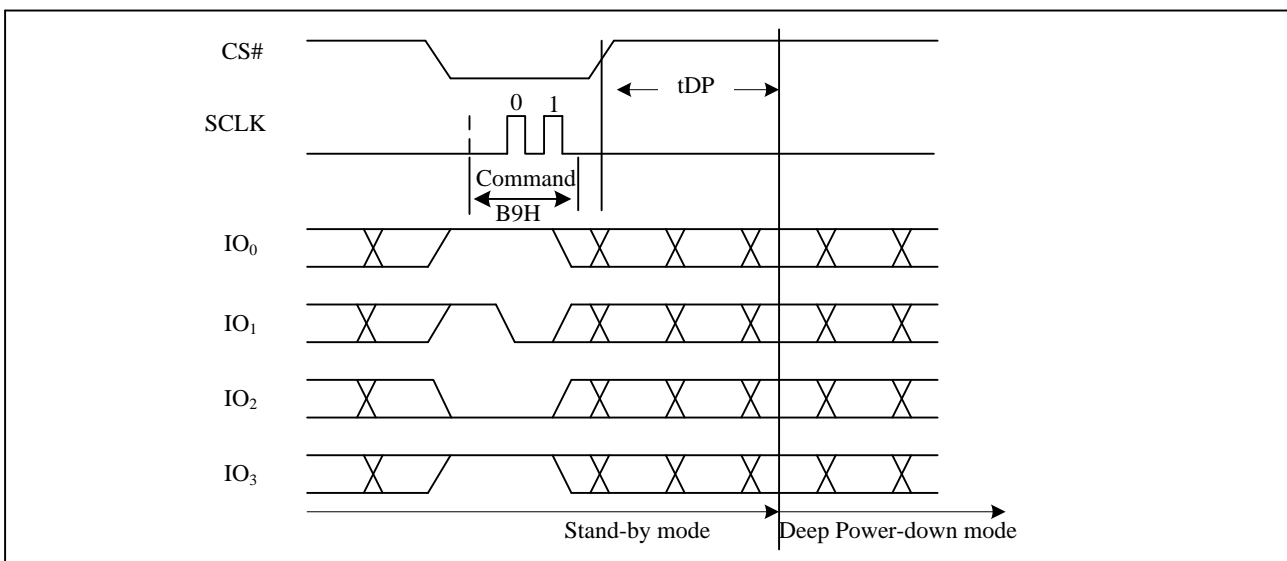 CS#
tDP
0 1
SCLK
Command
B9H
IO₀
IO₁
IO₂
IO₃
Stand-by mode
Deep Power-down mode